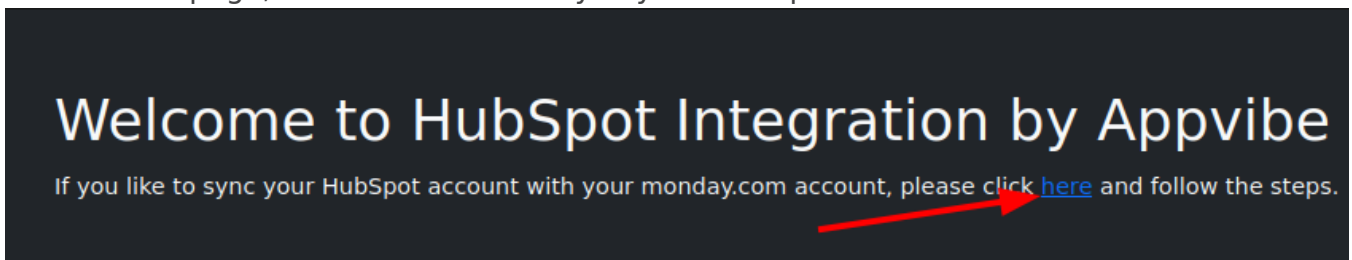 Welcome to HubSpot Integration by Appvibe
If you like to sync your HubSpot account with your monday.com account, please click here and follow the steps.